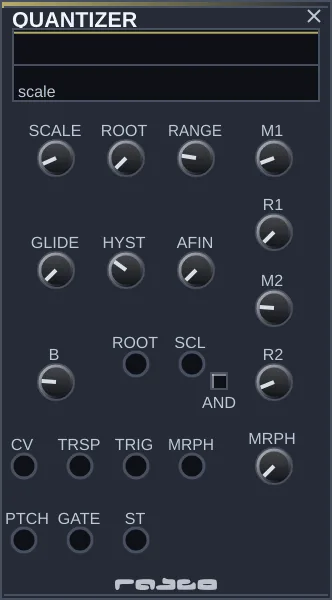 QUANTIZER
scale
SCALE ROOT RANGE M1
R1
GLIDE HYST AFIN
M2
ROOT SCL
B R2
AND
CV TRSP TRIG MRPH MRPH
PTCH GATE ST